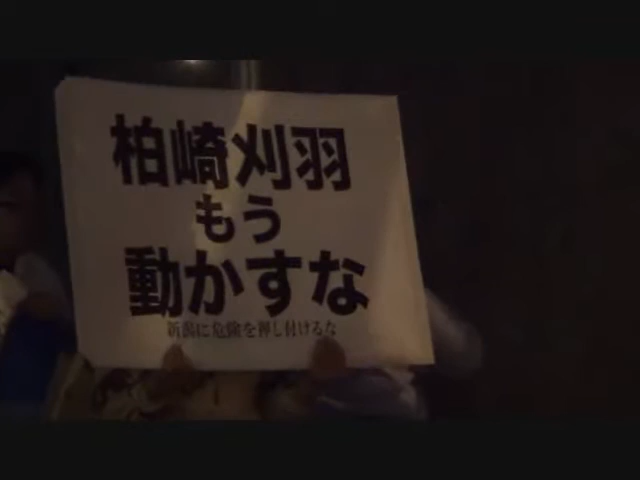 柏崎刈羽
もう
動かすな
新潟に危険を押し付けるな